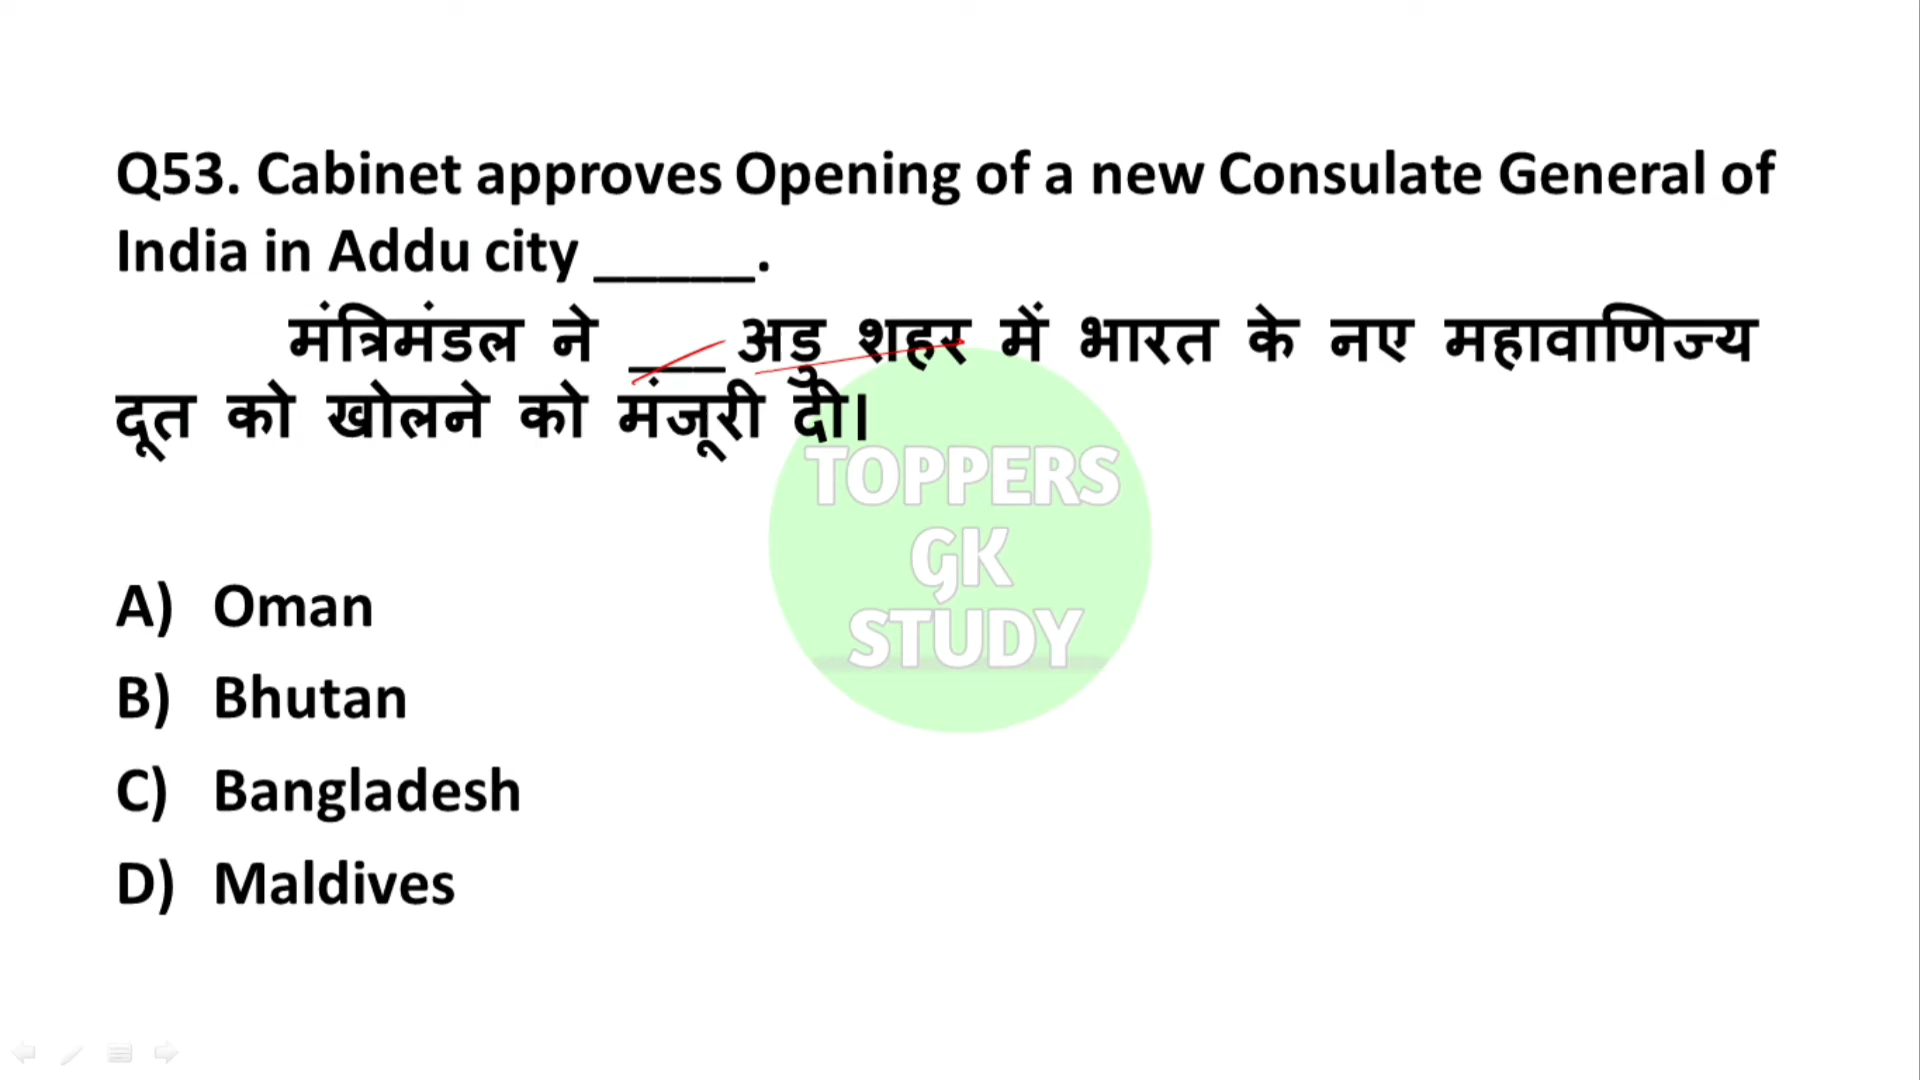 Q53. Cabinet approves Opening of a new Consulate General of
India in Addu city _____.
मंत्रिमंडल ने ___ अडु शहर में भारत के नए महावाणिज्य
दूत को खोलने को मंजूरी दी।
TOPPERS
GK
STUDY
A) Oman
B) Bhutan
C) Bangladesh
D) Maldives